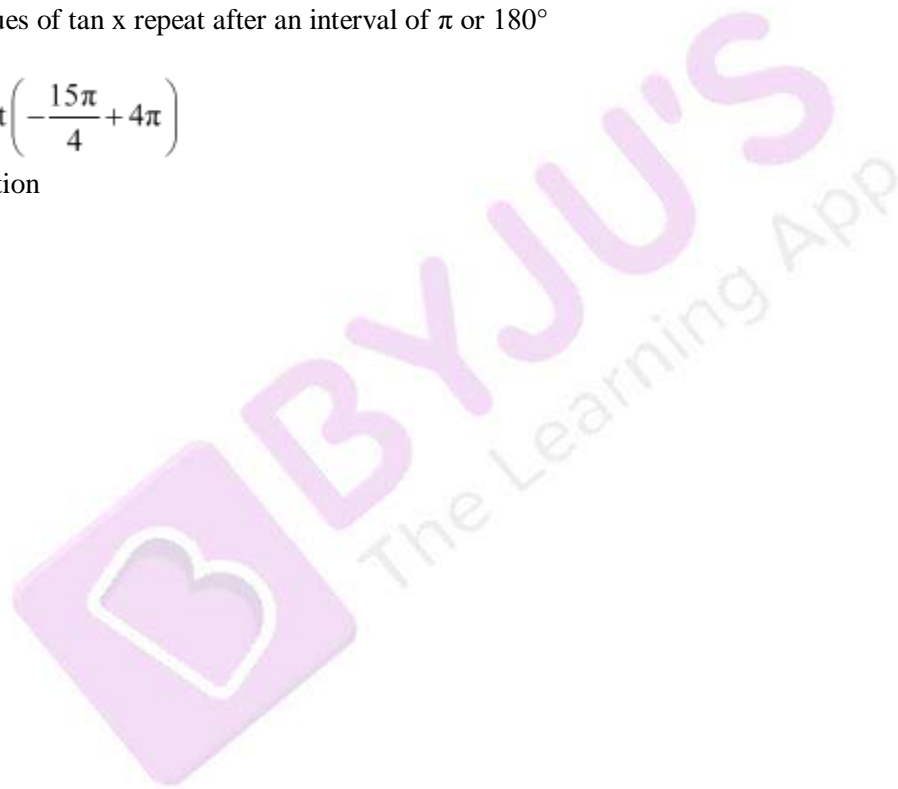 ues of tan x repeat after an interval of π or 180°
t(-15π/4+4π)
tion
BYJU'S
The Learning App